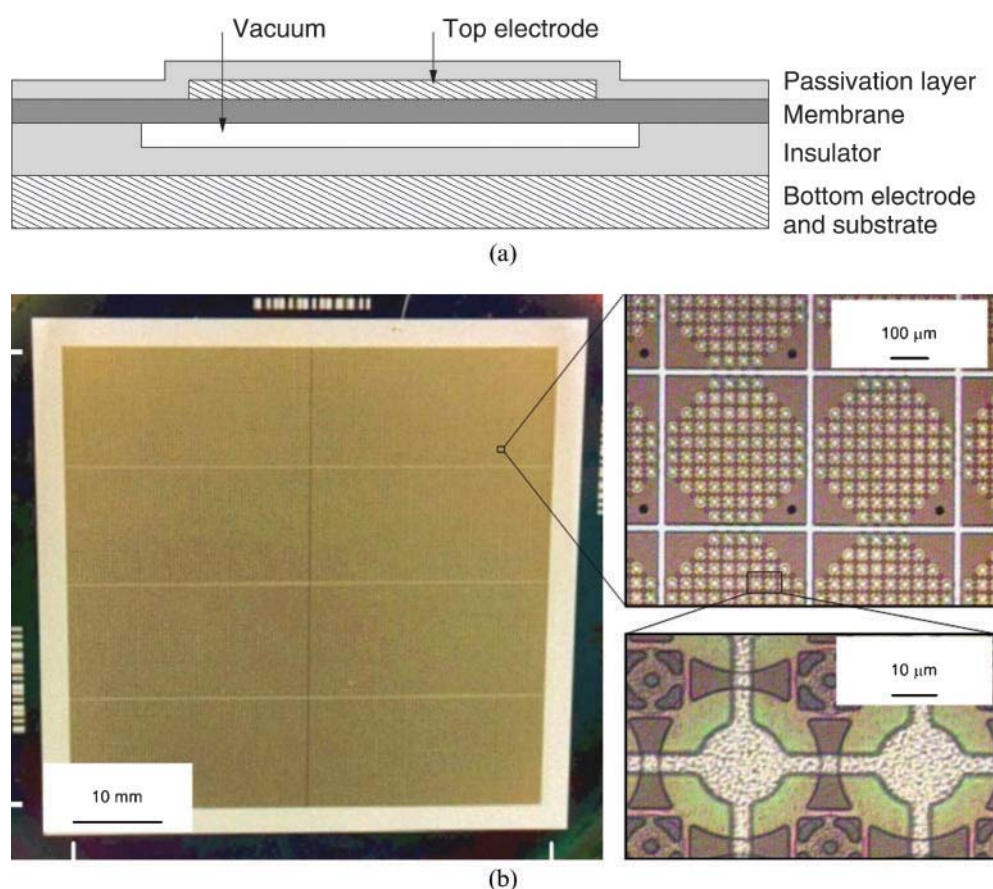 Vacuum
Top electrode
Passivation layer
Membrane
Insulator
Bottom electrode
and substrate
(a)
100 μm
10 μm
10 mm
(b)